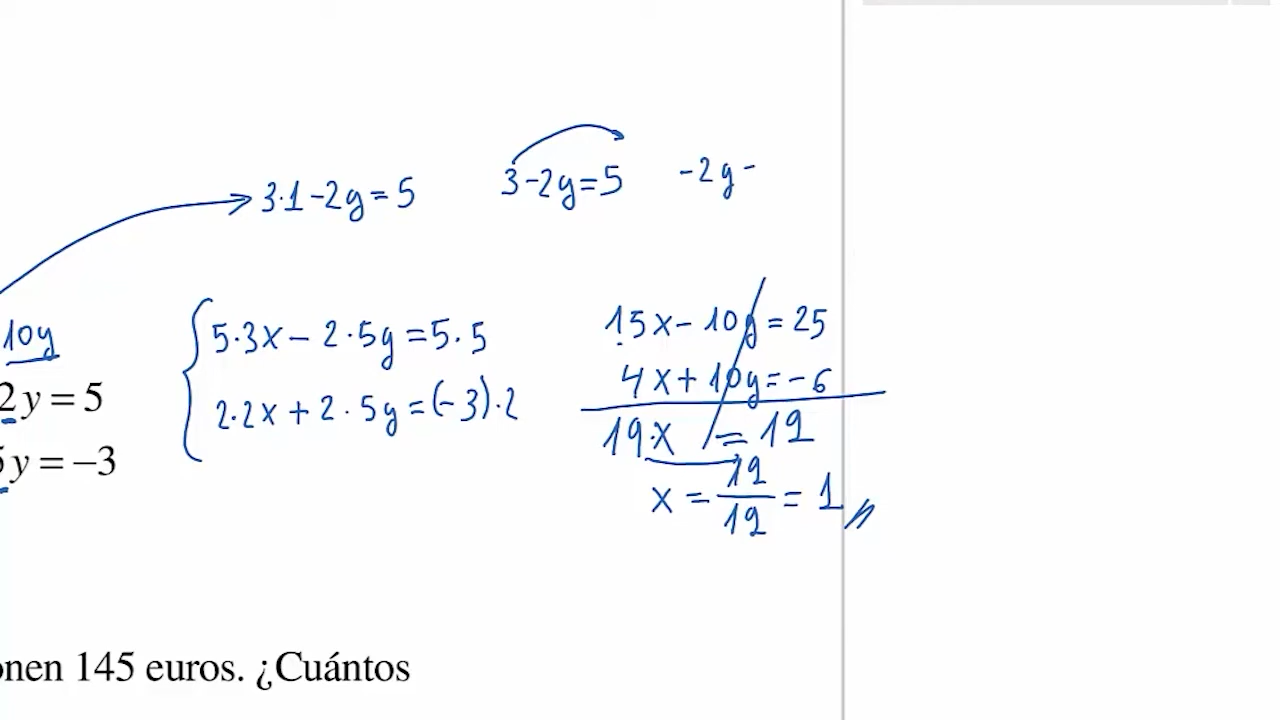 3·1-2y=5 3-2y=5 -2y-
10y
2y = 5
5y = −3
5·3x - 2·5y = 5·5
2·2x + 2·5y = (-3)·2
15x - 10y = 25
4x + 10y = -6
19·x = 19
x = 19/19 = 1
onen 145 euros. ¿Cuántos